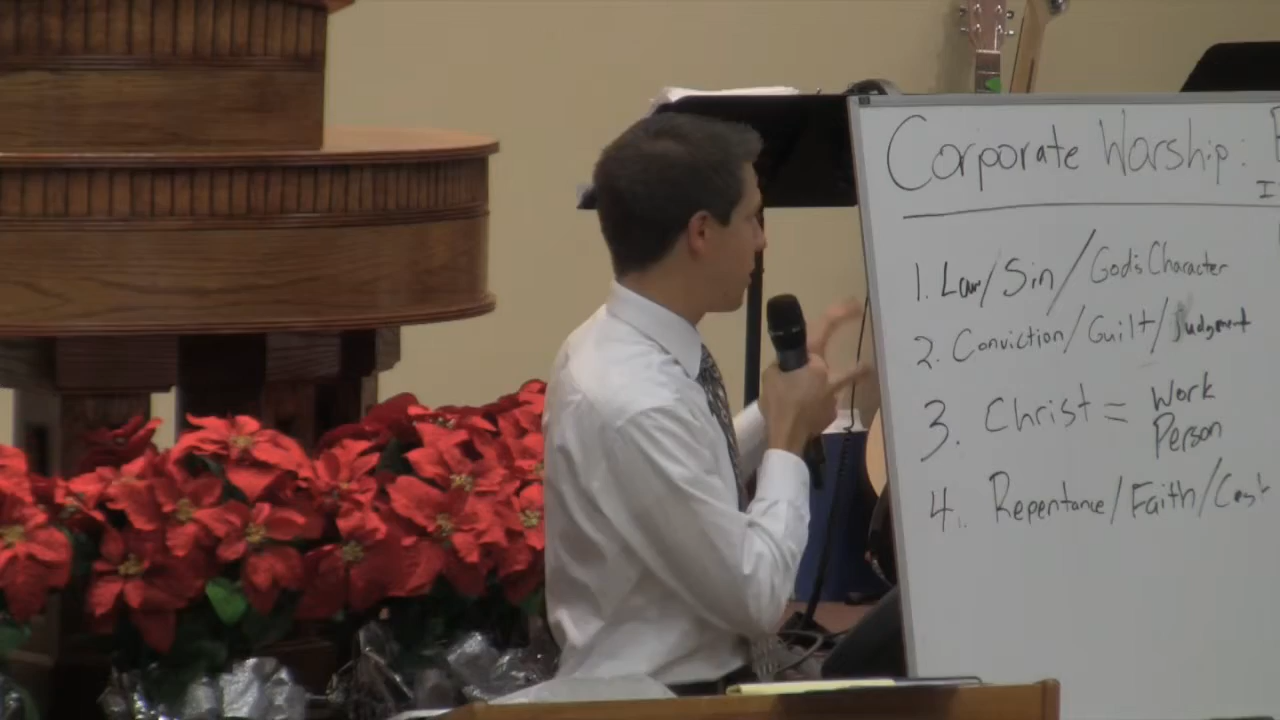 Corporate Worship:
1. Law/Sin/God's Character
2. Conviction/Guilt/Judgment
3. Christ = Work
Person
4. Repentance/Faith/Cost